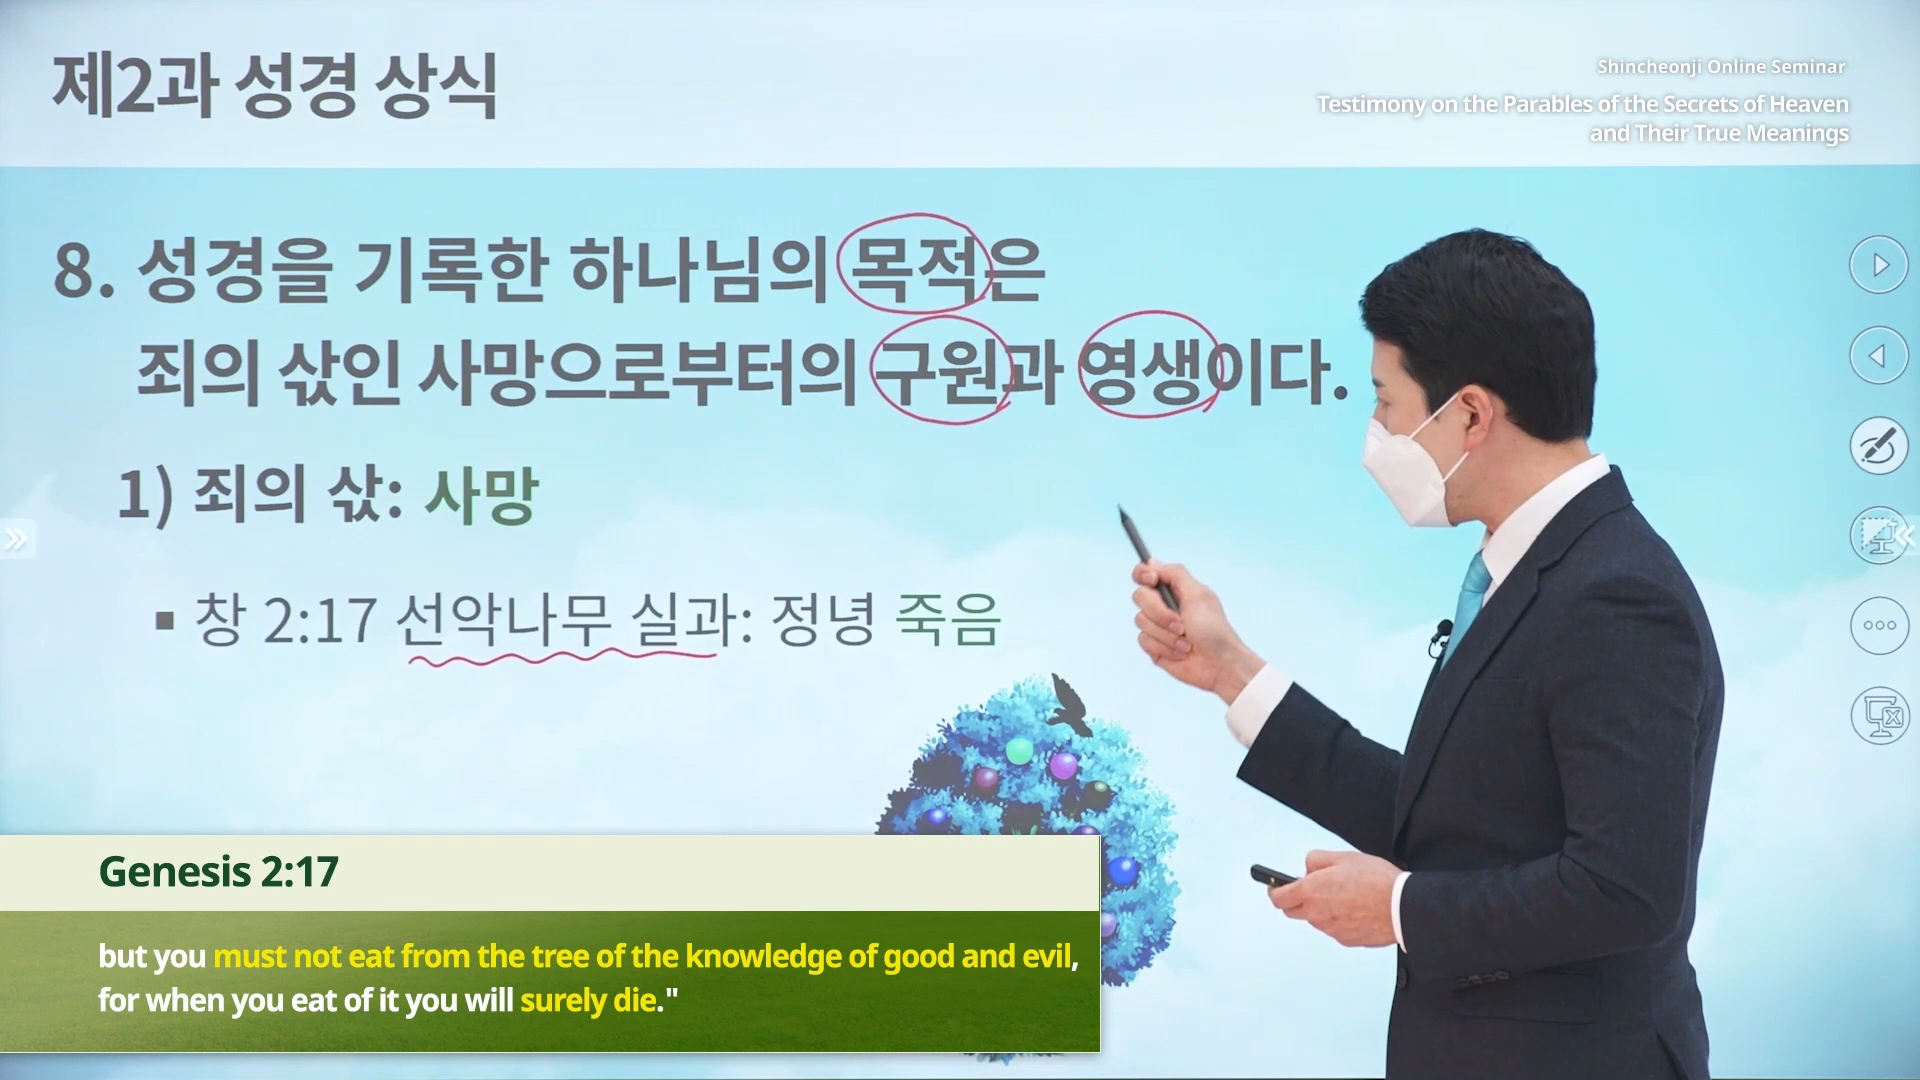 제2과 성경 상식
Shincheonji Online Seminar
Testimony on the Parables of the Secrets of Heaven
and Their True Meanings
8. 성경을 기록한 하나님의 목적은
죄의 삯인 사망으로부터의 구원과 영생이다.
1) 죄의 삯: 사망
▪ 창 2:17 선악나무 실과: 정녕 죽음
Genesis 2:17
but you must not eat from the tree of the knowledge of good and evil,
for when you eat of it you will surely die."